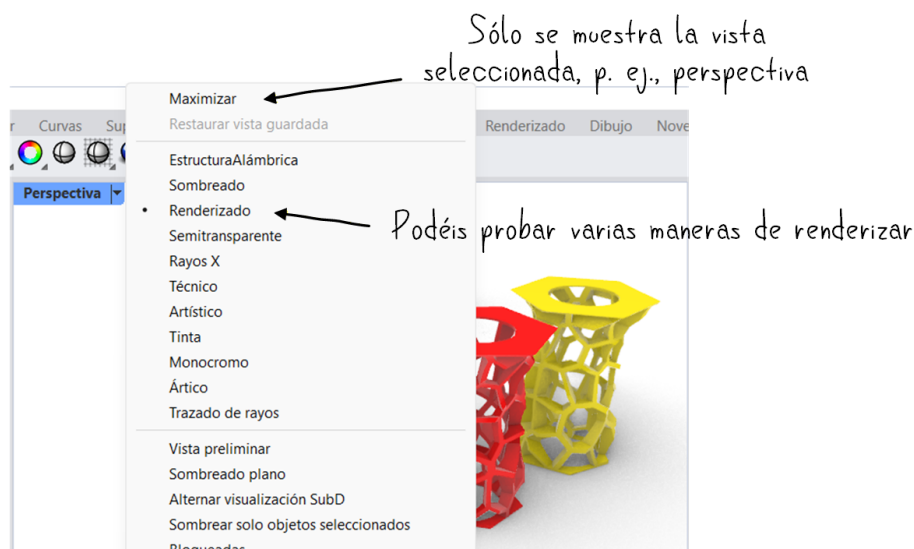 Sólo se muestra la vista
seleccionada, p. ej., perspectiva
Maximizar
Restaurar vista guardada
Curvas
Renderizado Dibujo
EstructuraAlámbrica
Sombreado
Perspectiva
Renderizado
Podéis probar varias maneras de renderizar
Semitransparente
Rayos X
Técnico
Artístico
Tinta
Monocromo
Ártico
Trazado de rayos
Vista preliminar
Sombreado plano
Alternar visualización SubD
Sombrear solo objetos seleccionados
Bloqueadas